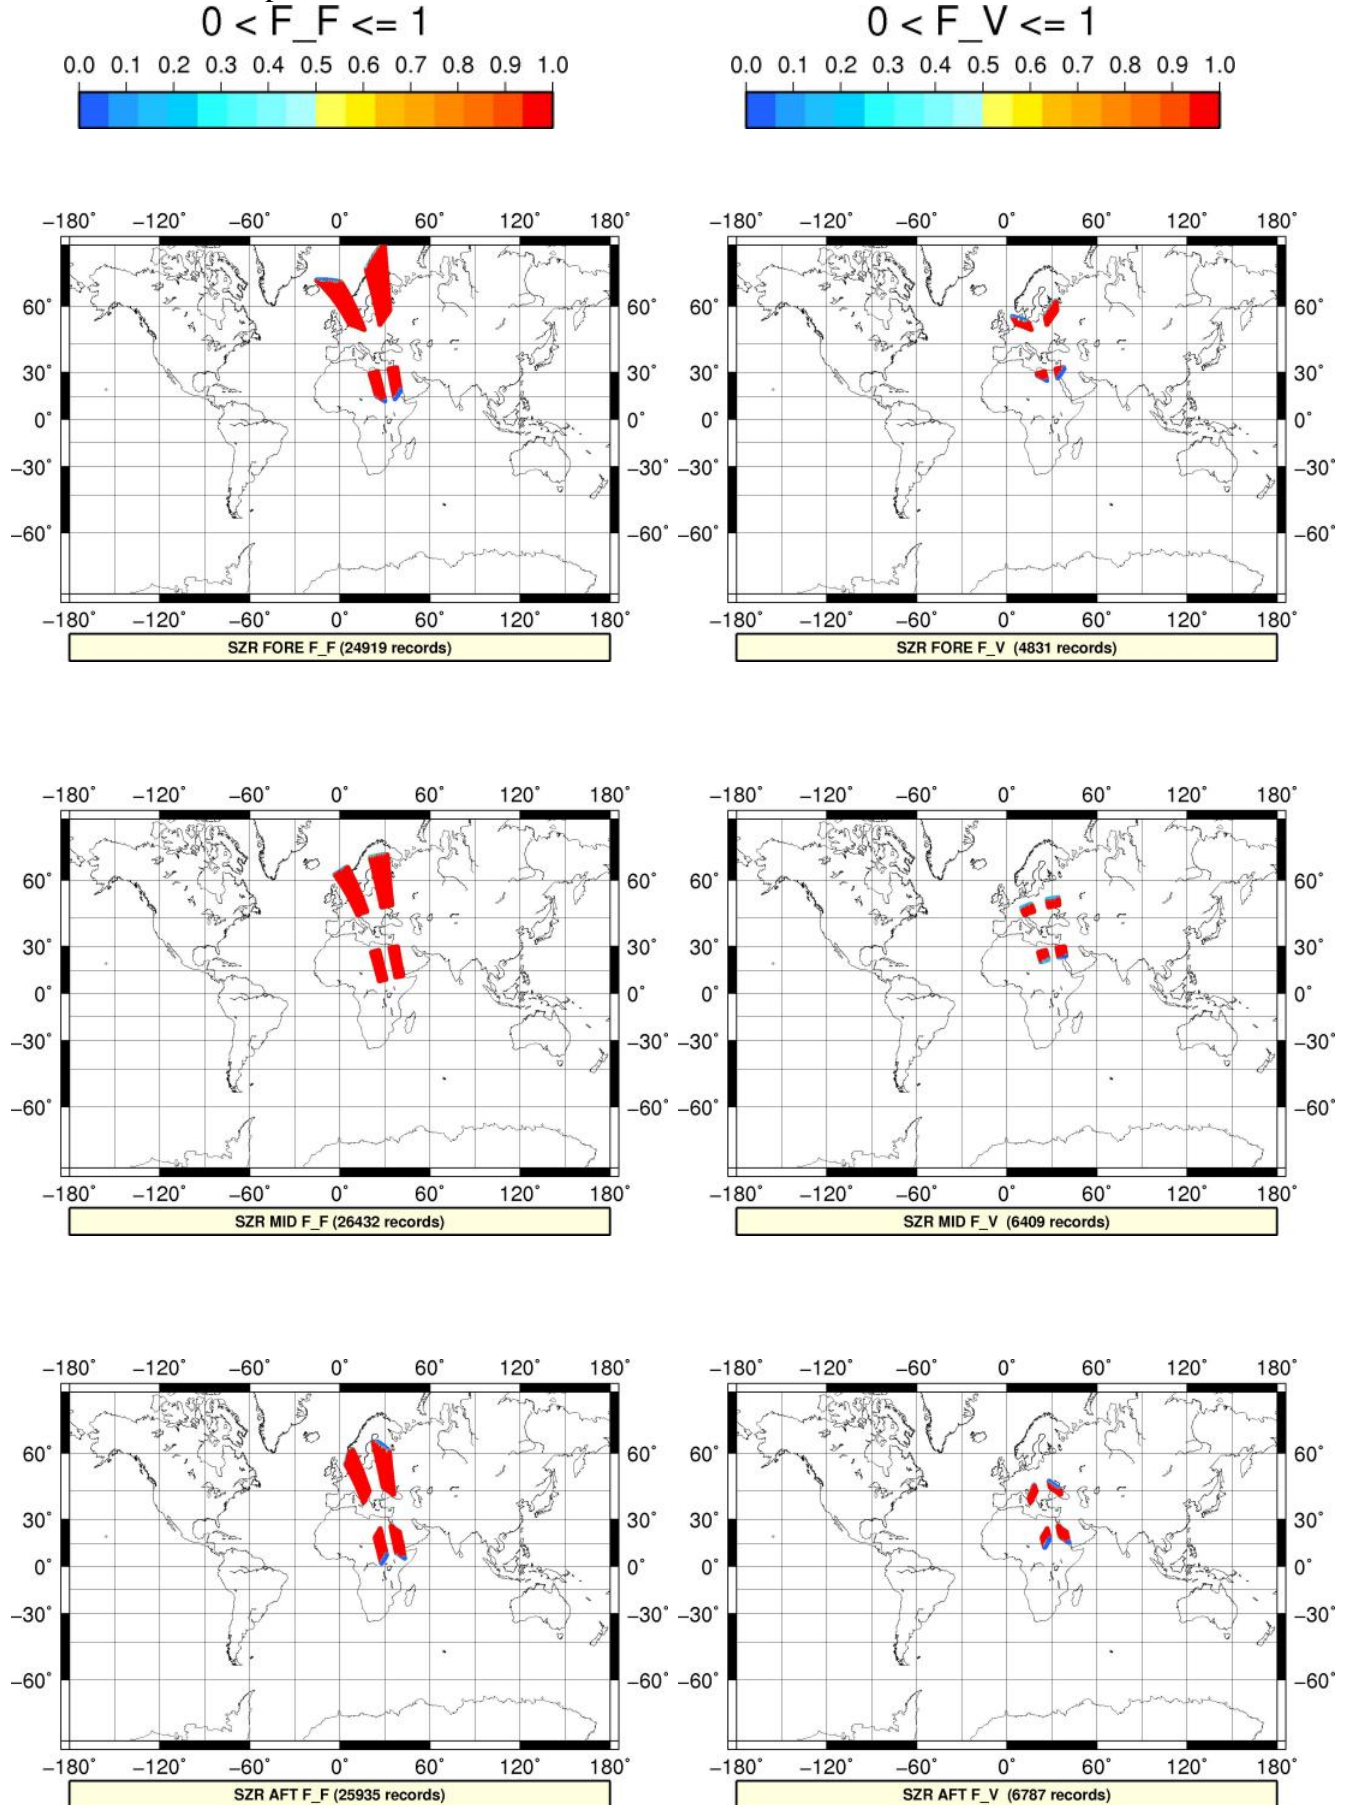 0 < F_F <= 1
0 < F_V <= 1
0.0 0.1 0.2 0.3 0.4 0.5 0.6 0.7 0.8 0.9 1.0
0.0 0.1 0.2 0.3 0.4 0.5 0.6 0.7 0.8 0.9 1.0
−180˚ −120˚ −60˚ 0˚ 60˚ 120˚ 180˚
−180˚ −120˚ −60˚ 0˚ 60˚ 120˚ 180˚
60˚ 60˚ 60˚ 60˚
30˚ 30˚ 30˚ 30˚
0˚ 0˚ 0˚ 0˚
−30˚ −30˚ −30˚ −30˚
−60˚ −60˚ −60˚ −60˚
−180˚ −120˚ −60˚ 0˚ 60˚ 120˚ 180˚
−180˚ −120˚ −60˚ 0˚ 60˚ 120˚ 180˚
SZR FORE F_F (24919 records)
SZR FORE F_V (4831 records)
−180˚ −120˚ −60˚ 0˚ 60˚ 120˚ 180˚
−180˚ −120˚ −60˚ 0˚ 60˚ 120˚ 180˚
60˚ 60˚ 60˚ 60˚
30˚ 30˚ 30˚ 30˚
0˚ 0˚ 0˚ 0˚
−30˚ −30˚ −30˚ −30˚
−60˚ −60˚ −60˚ −60˚
−180˚ −120˚ −60˚ 0˚ 60˚ 120˚ 180˚
−180˚ −120˚ −60˚ 0˚ 60˚ 120˚ 180˚
SZR MID F_F (26432 records)
SZR MID F_V (6409 records)
−180˚ −120˚ −60˚ 0˚ 60˚ 120˚ 180˚
−180˚ −120˚ −60˚ 0˚ 60˚ 120˚ 180˚
60˚ 60˚ 60˚ 60˚
30˚ 30˚ 30˚ 30˚
0˚ 0˚ 0˚ 0˚
−30˚ −30˚ −30˚ −30˚
−60˚ −60˚ −60˚ −60˚
−180˚ −120˚ −60˚ 0˚ 60˚ 120˚ 180˚
−180˚ −120˚ −60˚ 0˚ 60˚ 120˚ 180˚
SZR AFT F_F (25935 records)
SZR AFT F_V (6787 records)